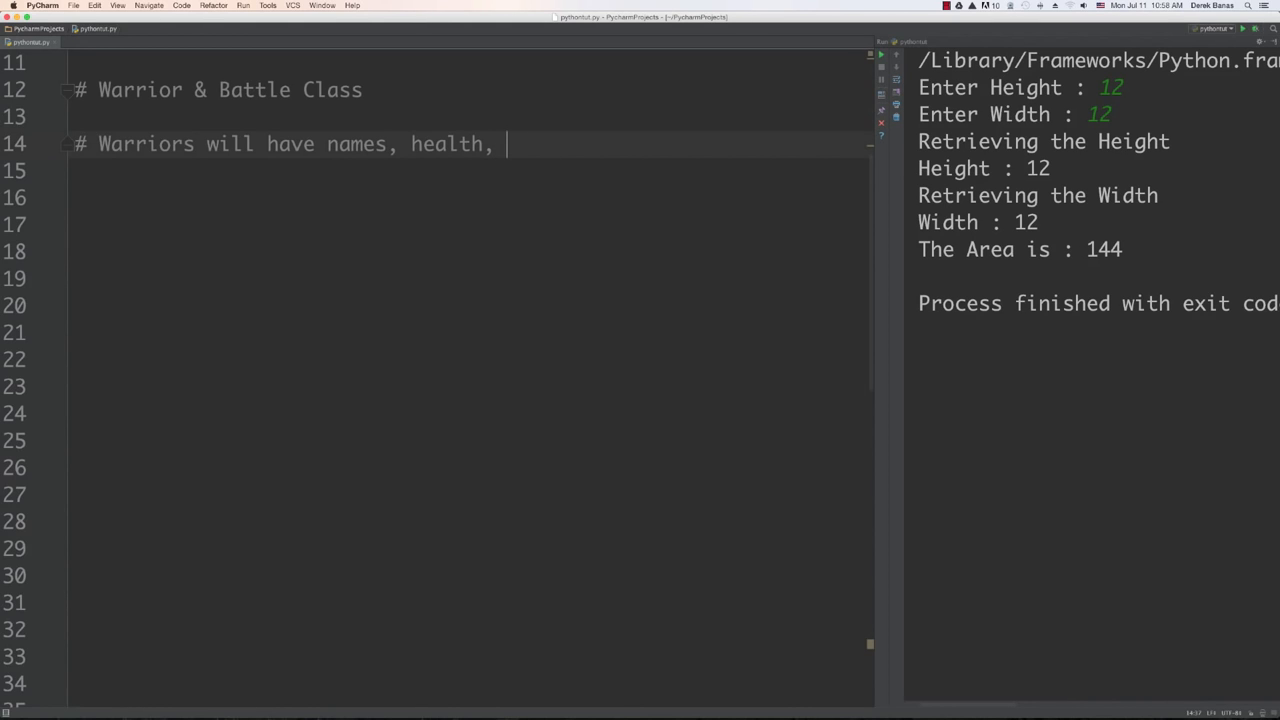 PyCharm File Edit View Navigate Code Refactor Run Tools VCS Window Help
10 Mon Jul 11 10:58 AM Derek Banas
pythontut.py - PycharmProjects - [~/PycharmProjects]
PycharmProjects pythontut.py
pythontut
pythontut.py
Run pythontut
11
12 # Warrior & Battle Class
13
14 # Warriors will have names, health,
15
16
17
18
19
20
21
22
23
24
25
26
27
28
29
30
31
32
33
34
/Library/Frameworks/Python.fra
Enter Height : 12
Enter Width : 12
Retrieving the Height
Height : 12
Retrieving the Width
Width : 12
The Area is : 144
Process finished with exit cod
14:37 LF≑ UTF-8≑